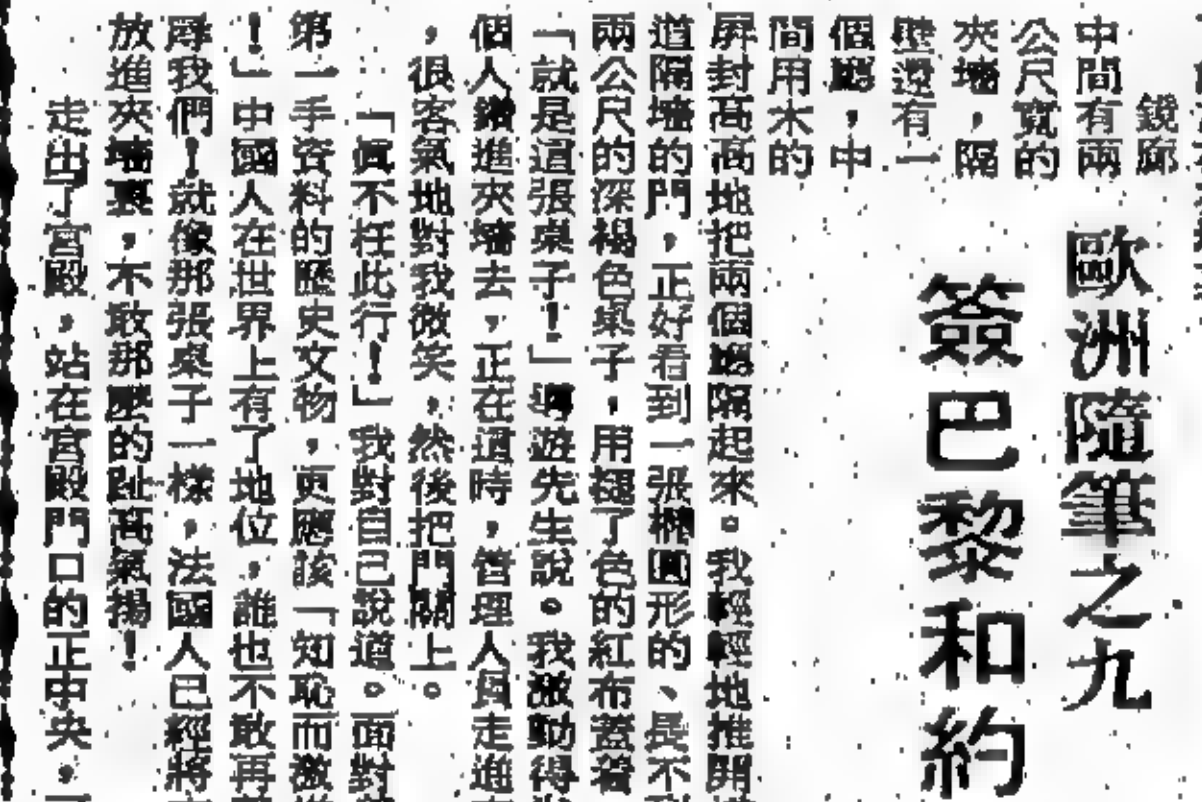 歐洲隨筆之九
簽巴黎和約
鏡廊
中間有兩
公尺寬的
夾墻，隔
壁還有一
個廳，中
間用木的
屏封高高地把兩個廳隔起來。我輕輕地推開
道隔墻的門，正好看到一張橢圓形的、長不
兩公尺的深褐色桌子，用褪了色的紅布蓋着
「就是這張桌子！」導遊先生說。我激動得
個人鑽進夾墻去，正在這時，管理人員走進
，很客氣地對我微笑，然後把門關上。
「眞不枉此行！」我對自己說道。面對
第一手資料的歷史文物，更應該「知恥而
！」中國人在世界上有了地位，誰也不敢再
辱我們！就像那張桌子一樣，法國人已經將
放進夾墻裏，不敢那麼的趾高氣揚！
走出了宮殿，站在宮殿門口的正中央，